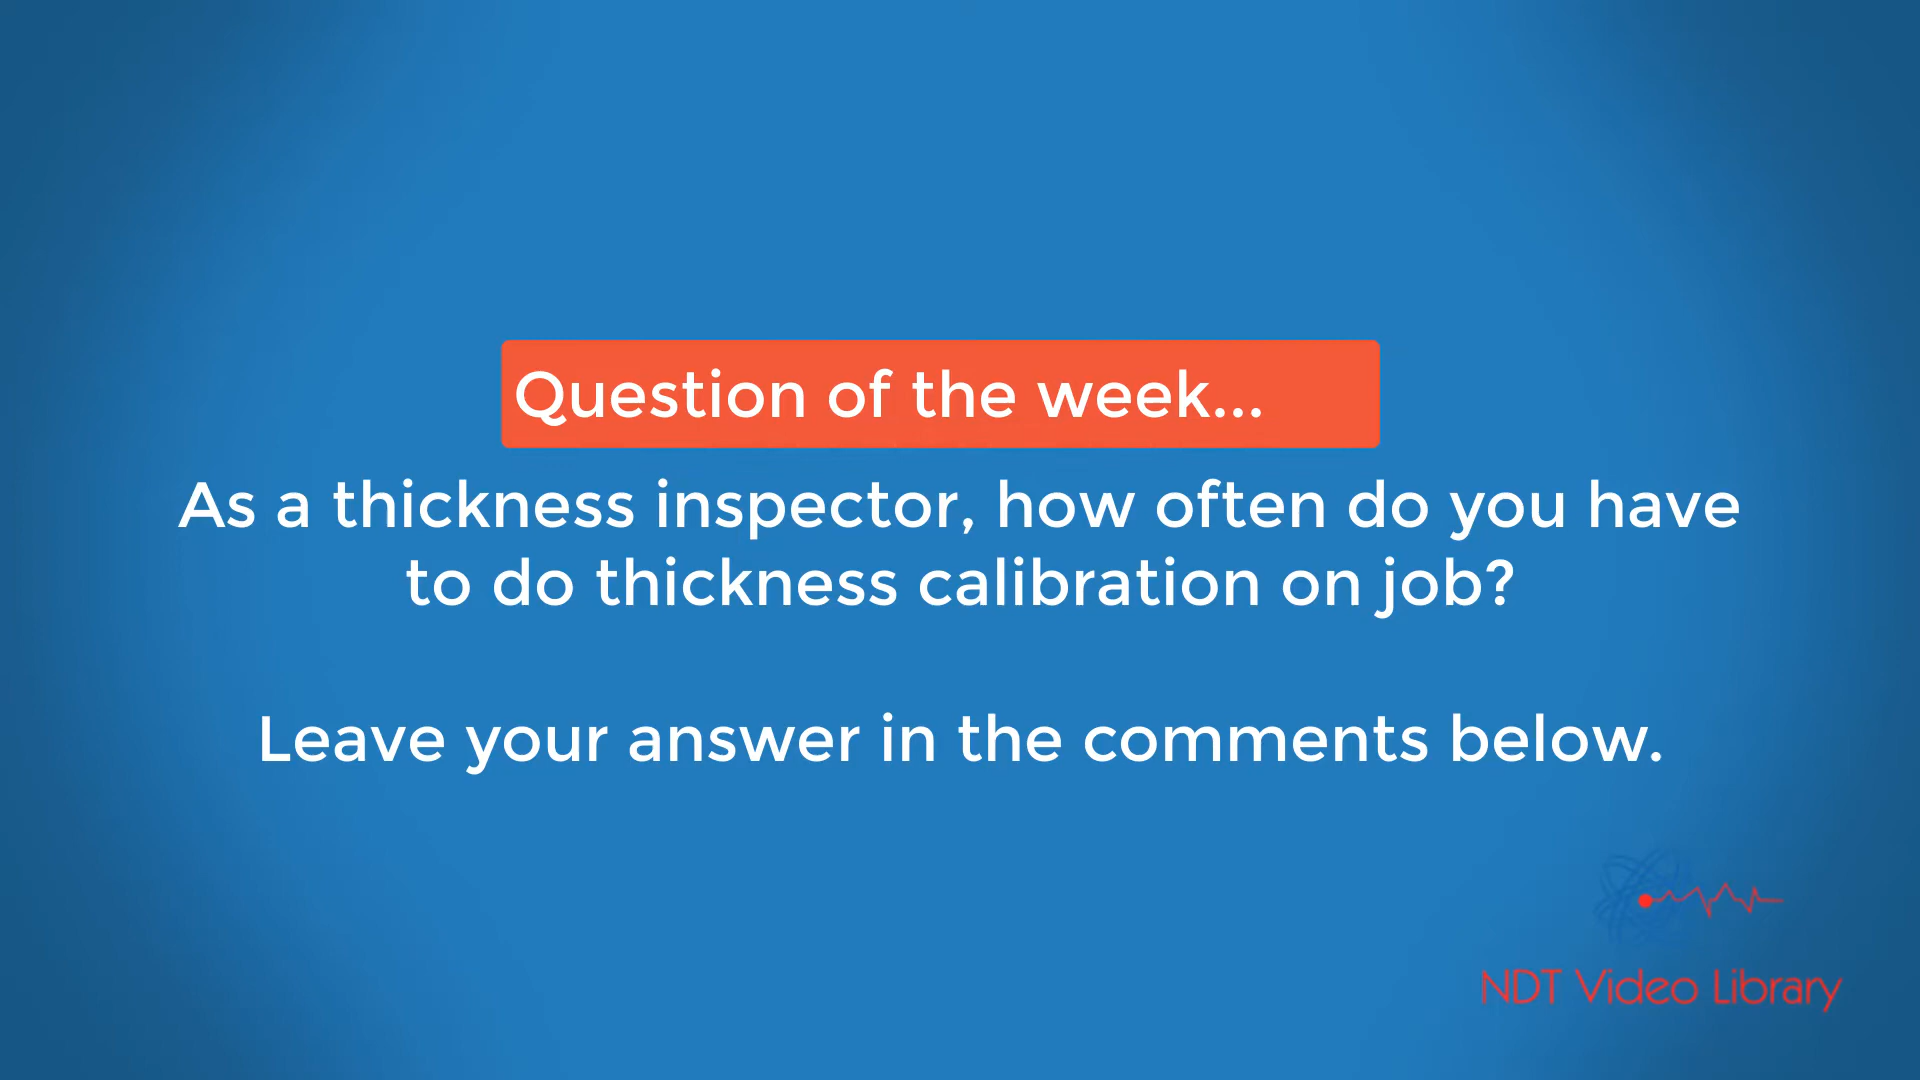 Question of the week...
As a thickness inspector, how often do you have
to do thickness calibration on job?
Leave your answer in the comments below.
NDT Video Library